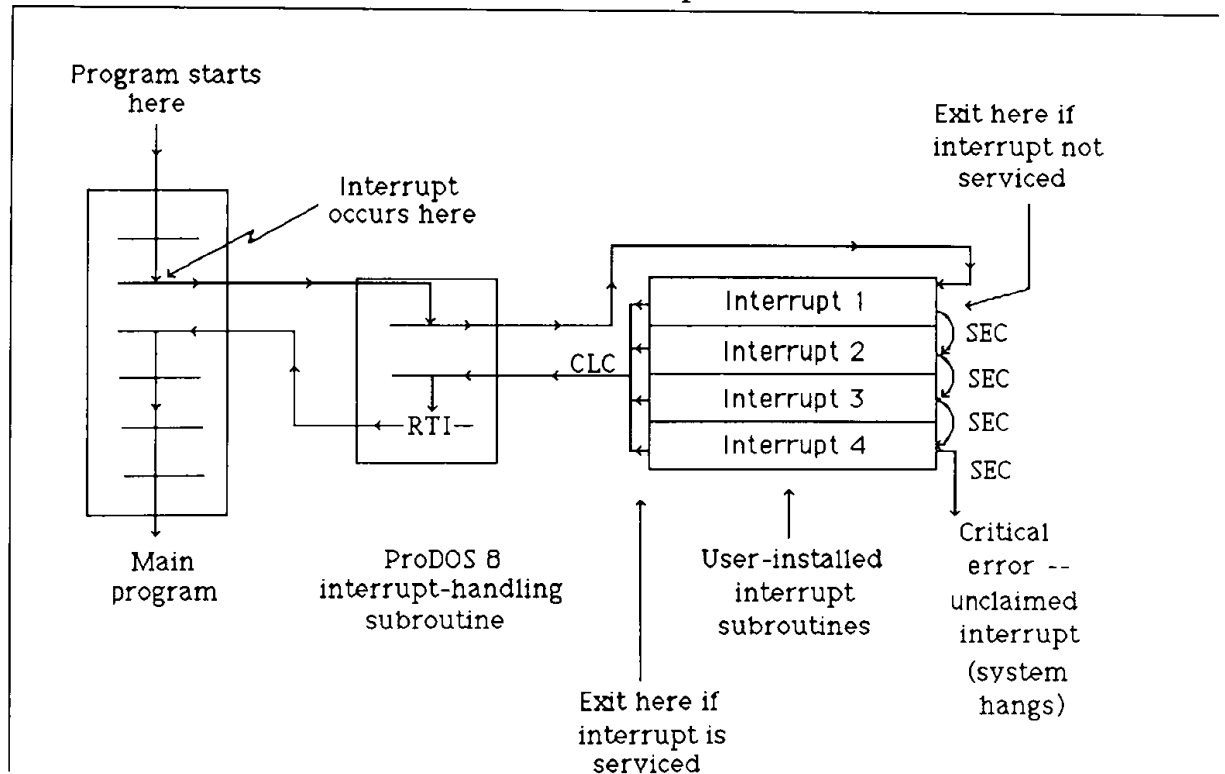 Program starts
here
Interrupt
occurs here
Exit here if
interrupt not
serviced
Interrupt 1
SEC
Interrupt 2
CLC
SEC
Interrupt 3
SEC
RTI
Interrupt 4
SEC
Main
program
ProDOS 8
interrupt-handling
subroutine
User-installed
interrupt
subroutines
Critical
error --
unclaimed
interrupt
(system
hangs)
Exit here if
interrupt is
serviced